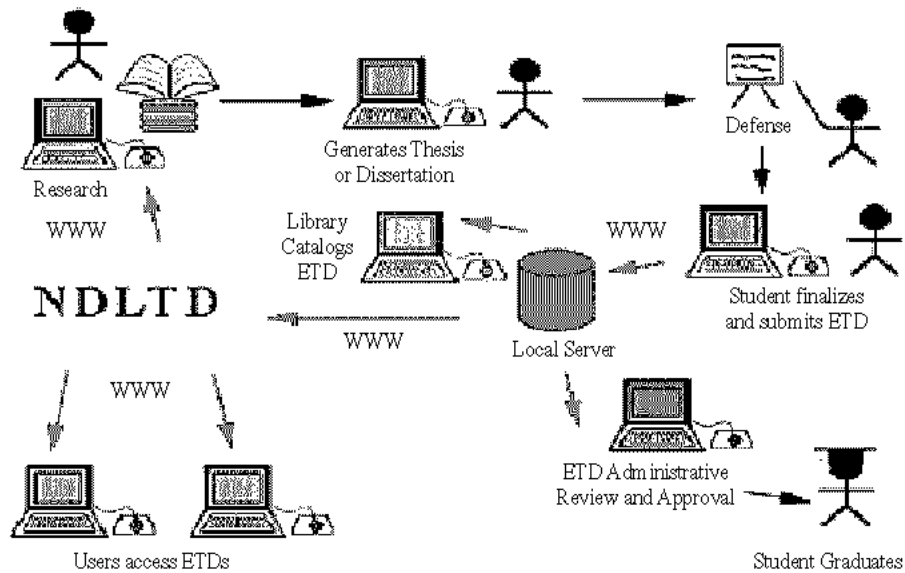 Defense
Generates Thesis
or Dissertation
Research
WWW
Library
Catalogs
ETD
WWW
Student finalizes
and submits ETD
NDLTD
WWW
Local Server
WWW
ETD Administrative
Review and Approval
Users access ETDs
Student Graduates